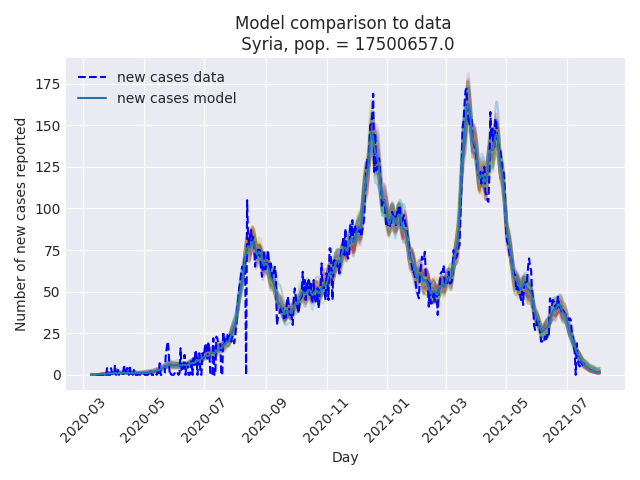 Model comparison to data
Syria, pop. = 17500657.0
new cases data
new cases model
Number of new cases reported
175
150
125
100
75
50
25
0
2020-03
2020-05
2020-07
2020-09
2020-11
2021-01
2021-03
2021-05
2021-07
Day